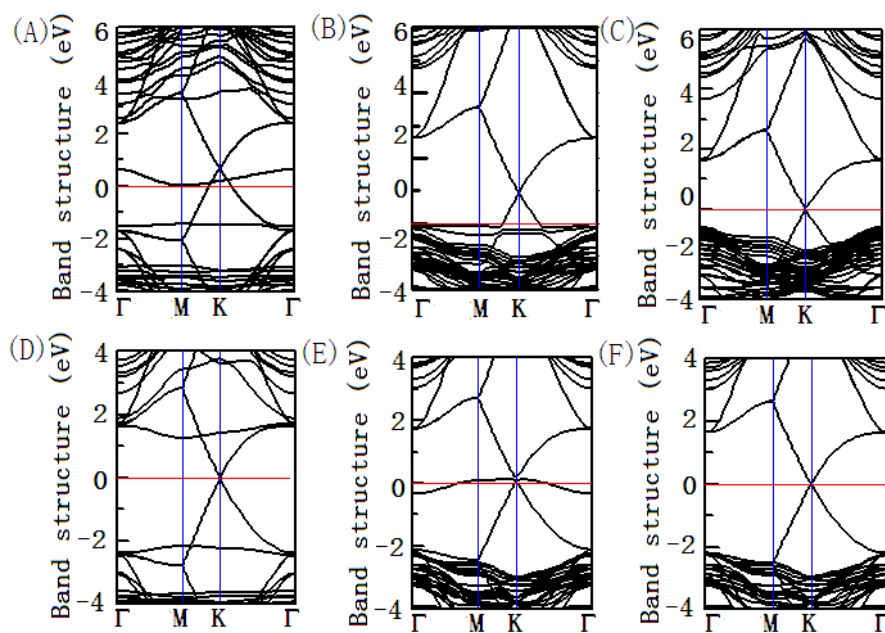 (A) (B) (C)
Band structure (eV) 6 4 2 0 -2 -4 Γ M K Γ
Band structure (eV) 6 4 2 0 -2 -4 Γ M K Γ
Band structure (eV) 6 4 2 0 -2 -4 Γ M K Γ
(D) (E) (F)
Band structure (eV) 4 2 0 -2 -4 Γ M K Γ
Band structure (eV) 4 2 0 -2 -4 Γ M K Γ
Band structure (eV) 4 2 0 -2 -4 Γ M K Γ